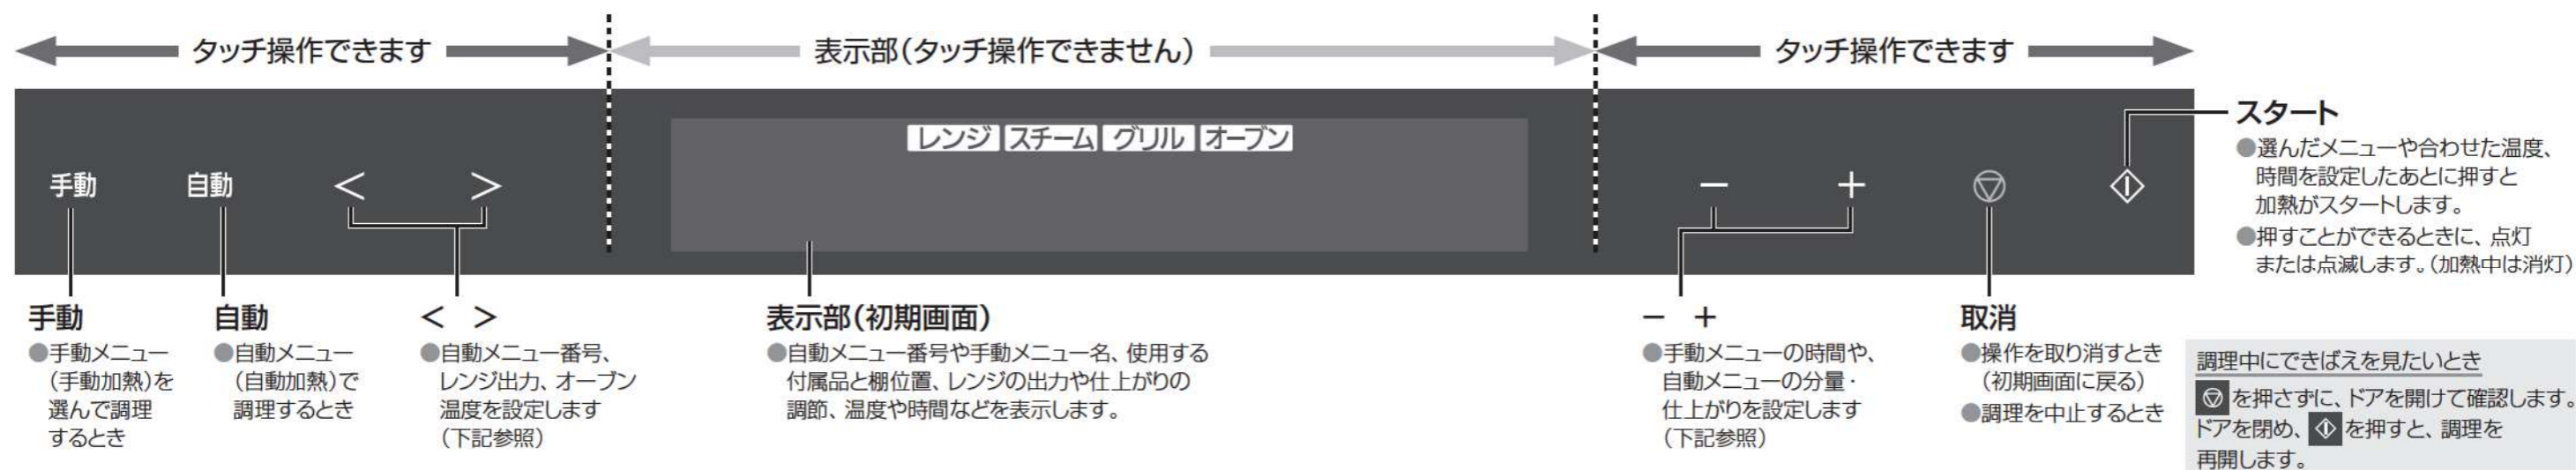 タッチ操作できます
表示部(タッチ操作できません)
タッチ操作できます
レンジ スチーム グリル オーブン
手動 自動 < >
− +
手動
●手動メニュー
(手動加熱)を
選んで調理
するとき
自動
●自動メニュー
(自動加熱)で
調理するとき
< >
●自動メニュー番号、
レンジ出力、オーブン
温度を設定します
(下記参照)
表示部(初期画面)
●自動メニュー番号や手動メニュー名、使用する
付属品と棚位置、レンジの出力や仕上がりの
調節、温度や時間などを表示します。
− +
●手動メニューの時間や、
自動メニューの分量・
仕上がりを設定します
(下記参照)
取消
●操作を取り消すとき
(初期画面に戻る)
●調理を中止するとき
スタート
●選んだメニューや合わせた温度、
時間を設定したあとに押すと
加熱がスタートします。
●押すことができるときに、点灯
または点滅します。(加熱中は消灯)
調理中にできばえを見たいとき
を押さずに、ドアを開けて確認します。
ドアを閉め、を押すと、調理を
再開します。